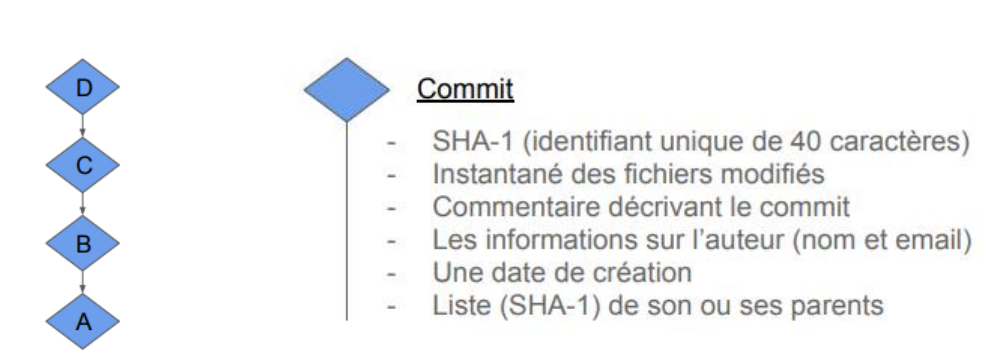 D
C
B
A
Commit
- SHA-1 (identifiant unique de 40 caractères)
- Instantané des fichiers modifiés
- Commentaire décrivant le commit
- Les informations sur l’auteur (nom et email)
- Une date de création
- Liste (SHA-1) de son ou ses parents